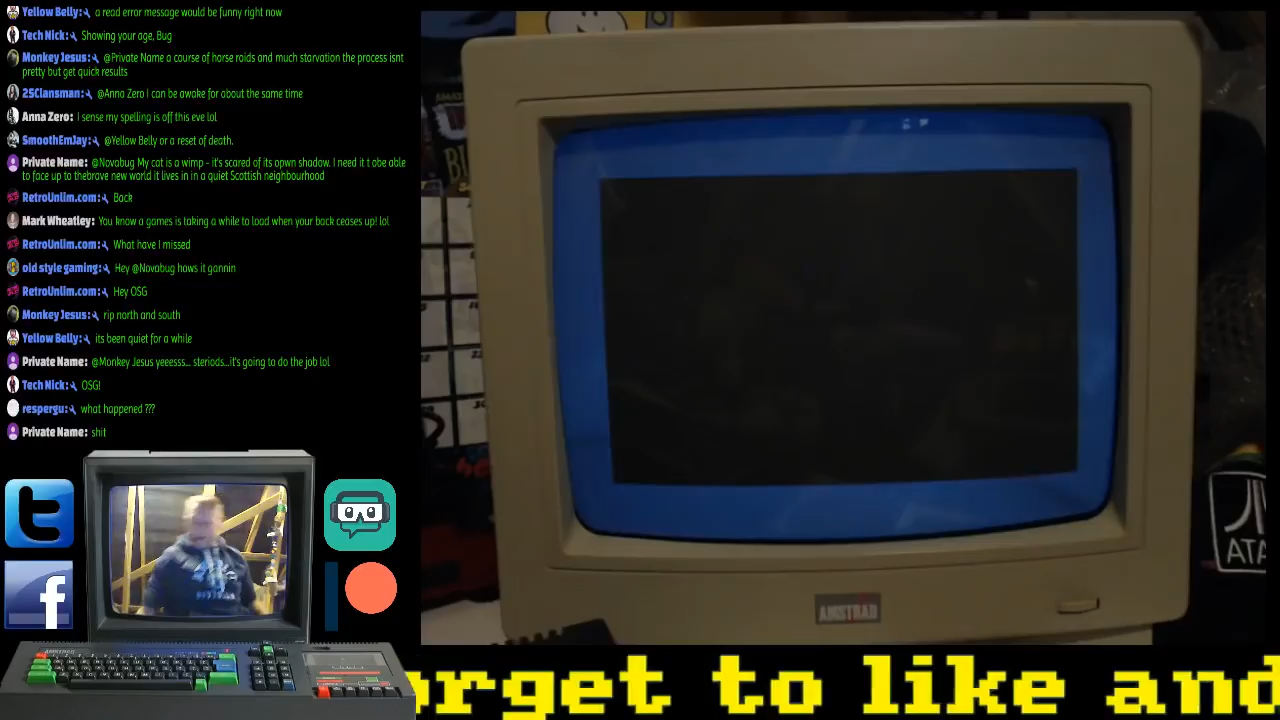 Yellow Belly: a read error message would be funny right now
Tech Nick: Showing your age, Bug
Monkey Jesus: @Private Name a course of horse roids and much starvation the process isnt
pretty but get quick results
2SClansman: @Anna Zero I can be awake for about the same time
Anna Zero: I sense my spelling is off this eve lol
SmoothEmJay: @Yellow Belly or a reset of death.
Private Name: @Novabug My cat is a wimp - it's scared of its opwn shadow. I need it t obe able
to face up to thebrave new world it lives in in a quiet Scottish neighbourhood
RetroUnlim.com: Back
Mark Wheatley: You know a games is taking a while to load when your back ceases up! lol
RetroUnlim.com: What have I missed
old style gaming: Hey @Novabug hows it gannin
RetroUnlim.com: Hey OSG
Monkey Jesus: rip north and south
Yellow Belly: its been quiet for a while
Private Name: @Monkey Jesus yeeesss... steriods...it's going to do the job lol
Tech Nick: OSG!
respergu: what happened ???
Private Name: shit
AMSTRAD
ATA
AMSTRAD
orget to like and